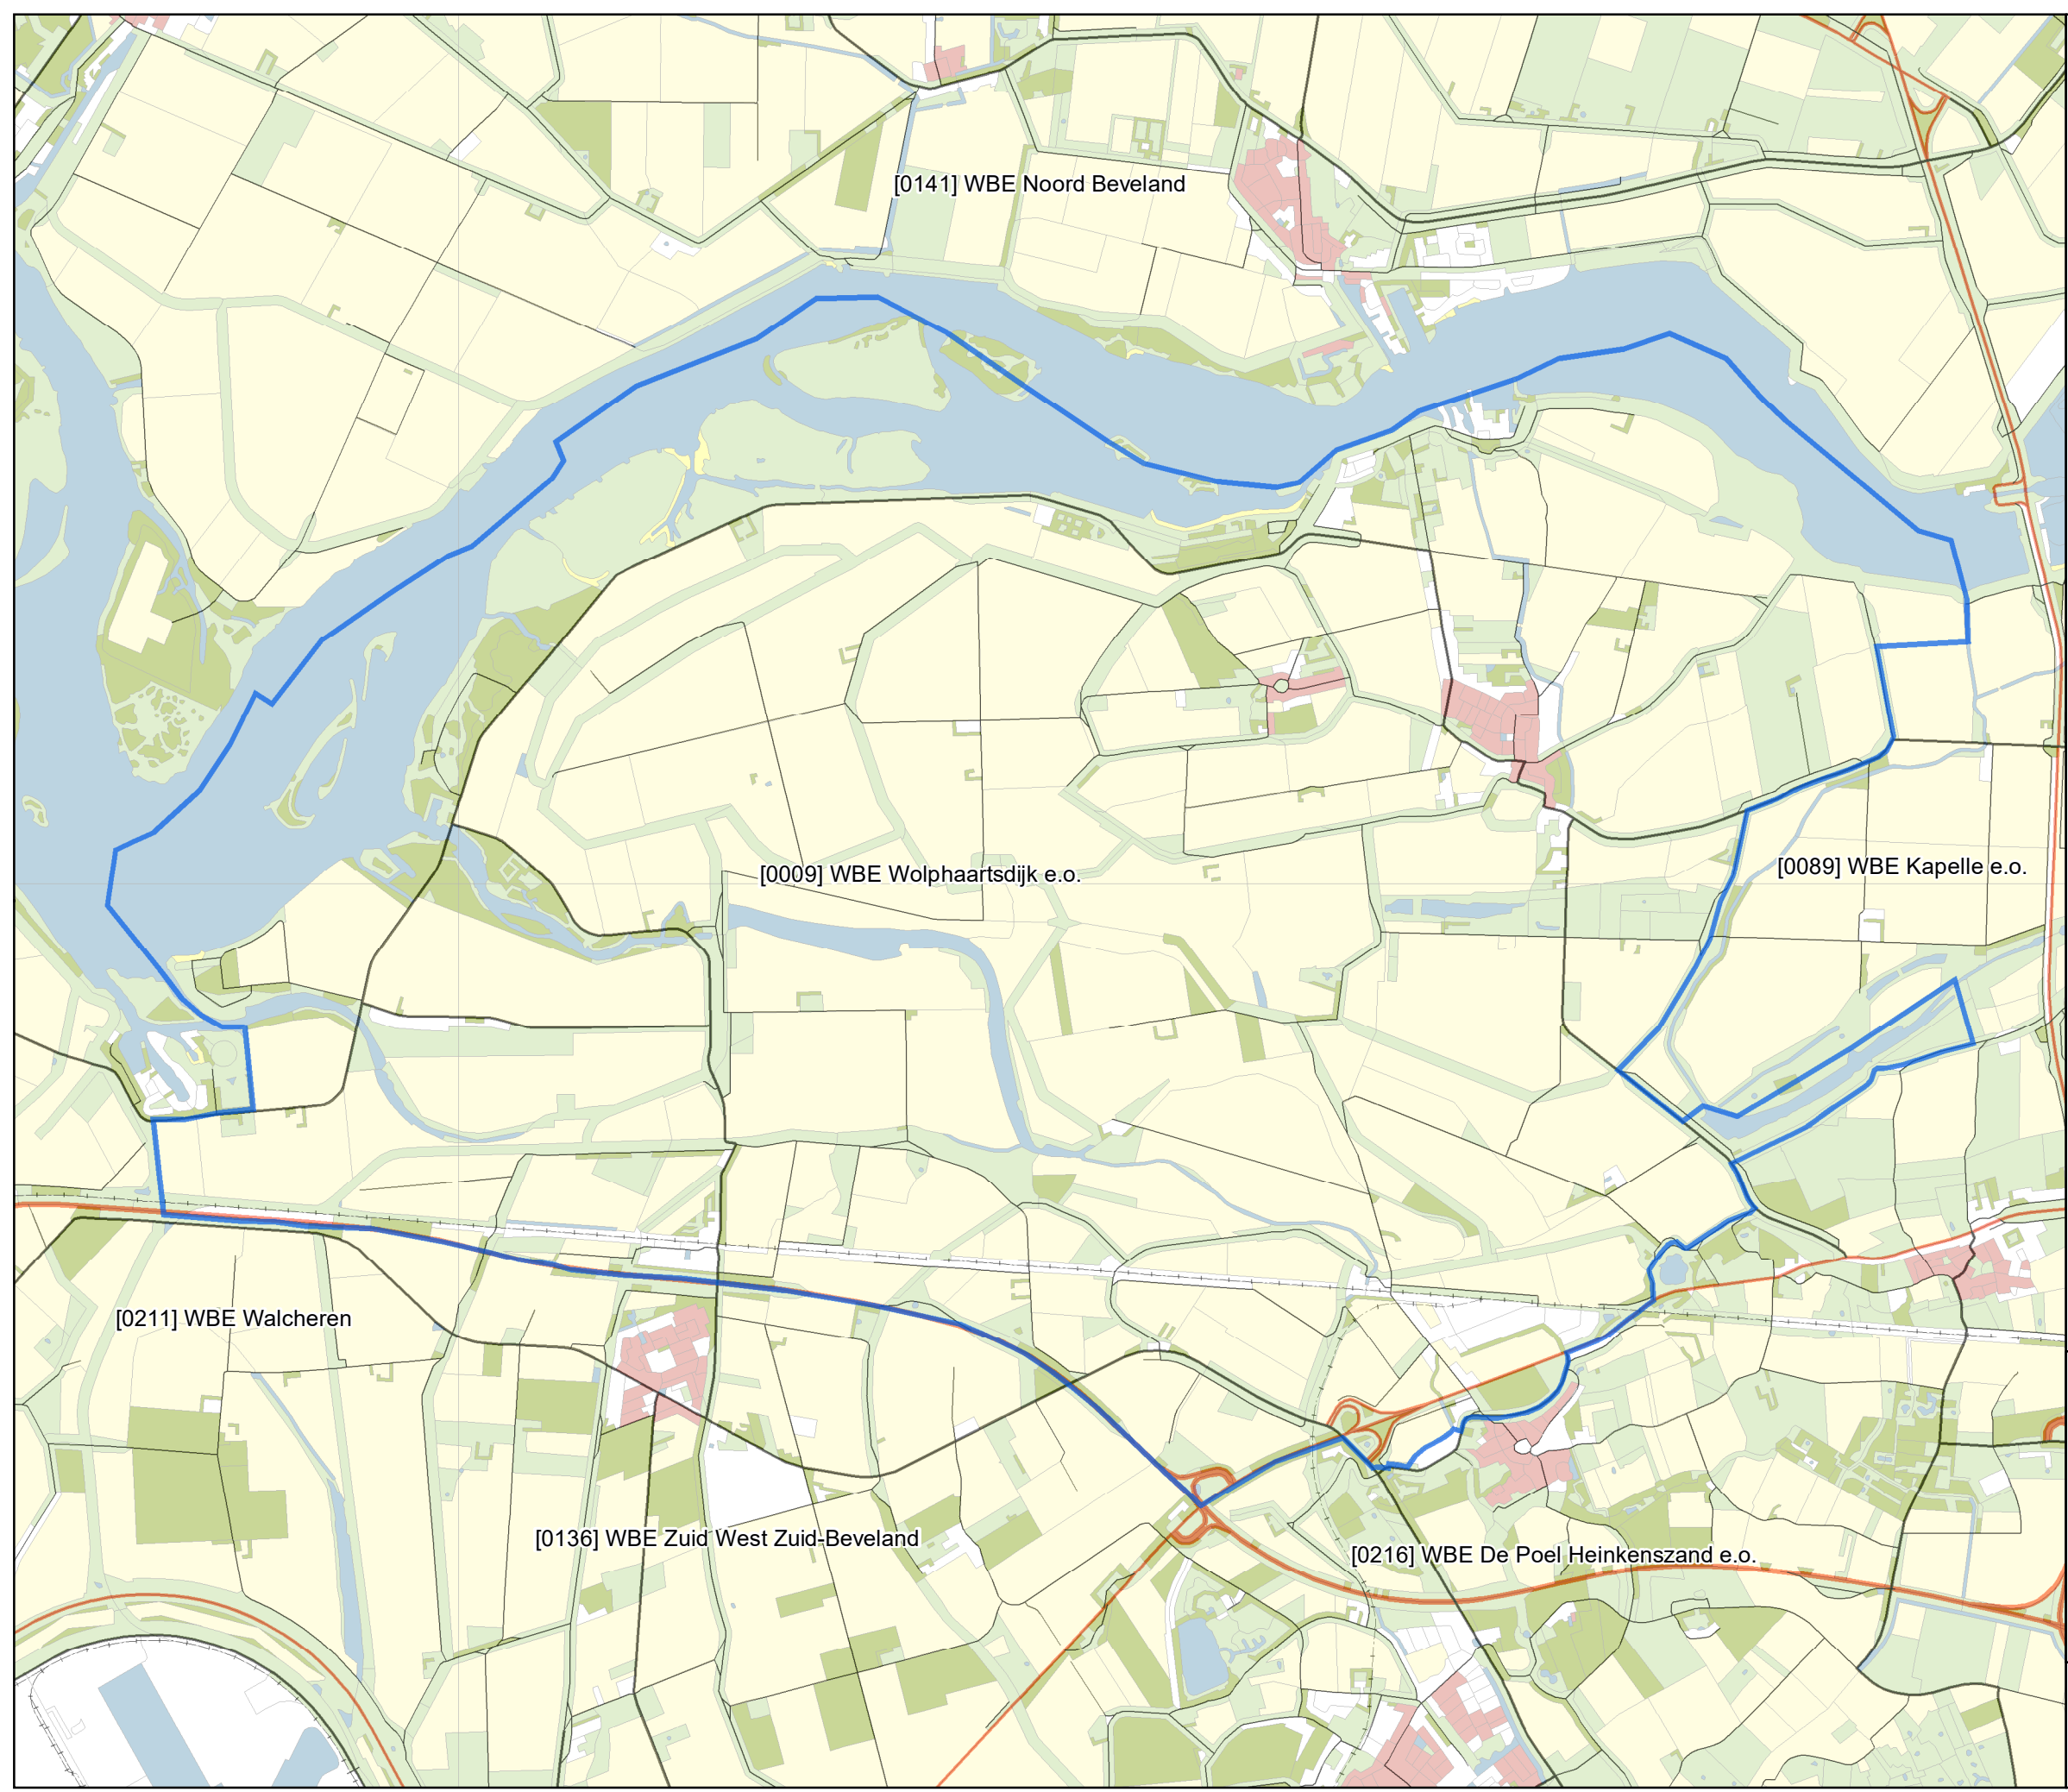 [0141] WBE Noord Beveland
[0089] WBE Kapelle e.o.
[0009] WBE Wolphaartsdijk e.o.
[0211] WBE Walcheren
[0136] WBE Zuid West Zuid-Beveland
[0216] WBE De Poel Heinkenszand e.o.